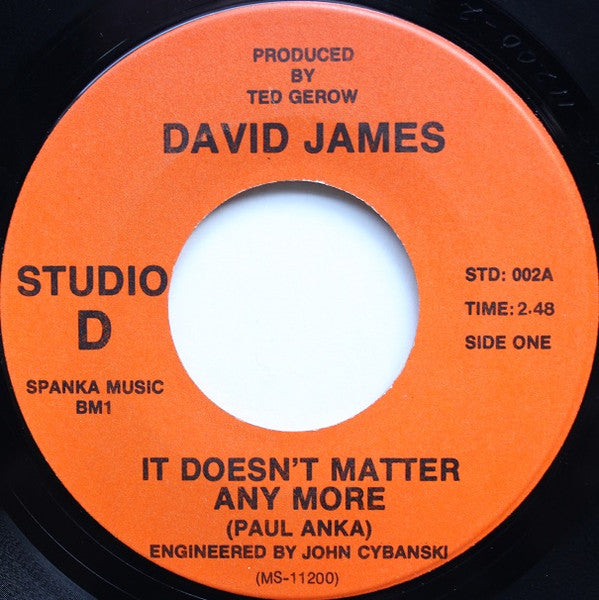 PRODUCED
BY
TED GEROW
DAVID JAMES
STUDIO
D
SPANKA MUSIC
BM1
STD: 002A
TIME: 2.48
SIDE ONE
IT DOESN'T MATTER
ANY MORE
(PAUL ANKA)
ENGINEERED BY JOHN CYBANSKI
(MS-11200)